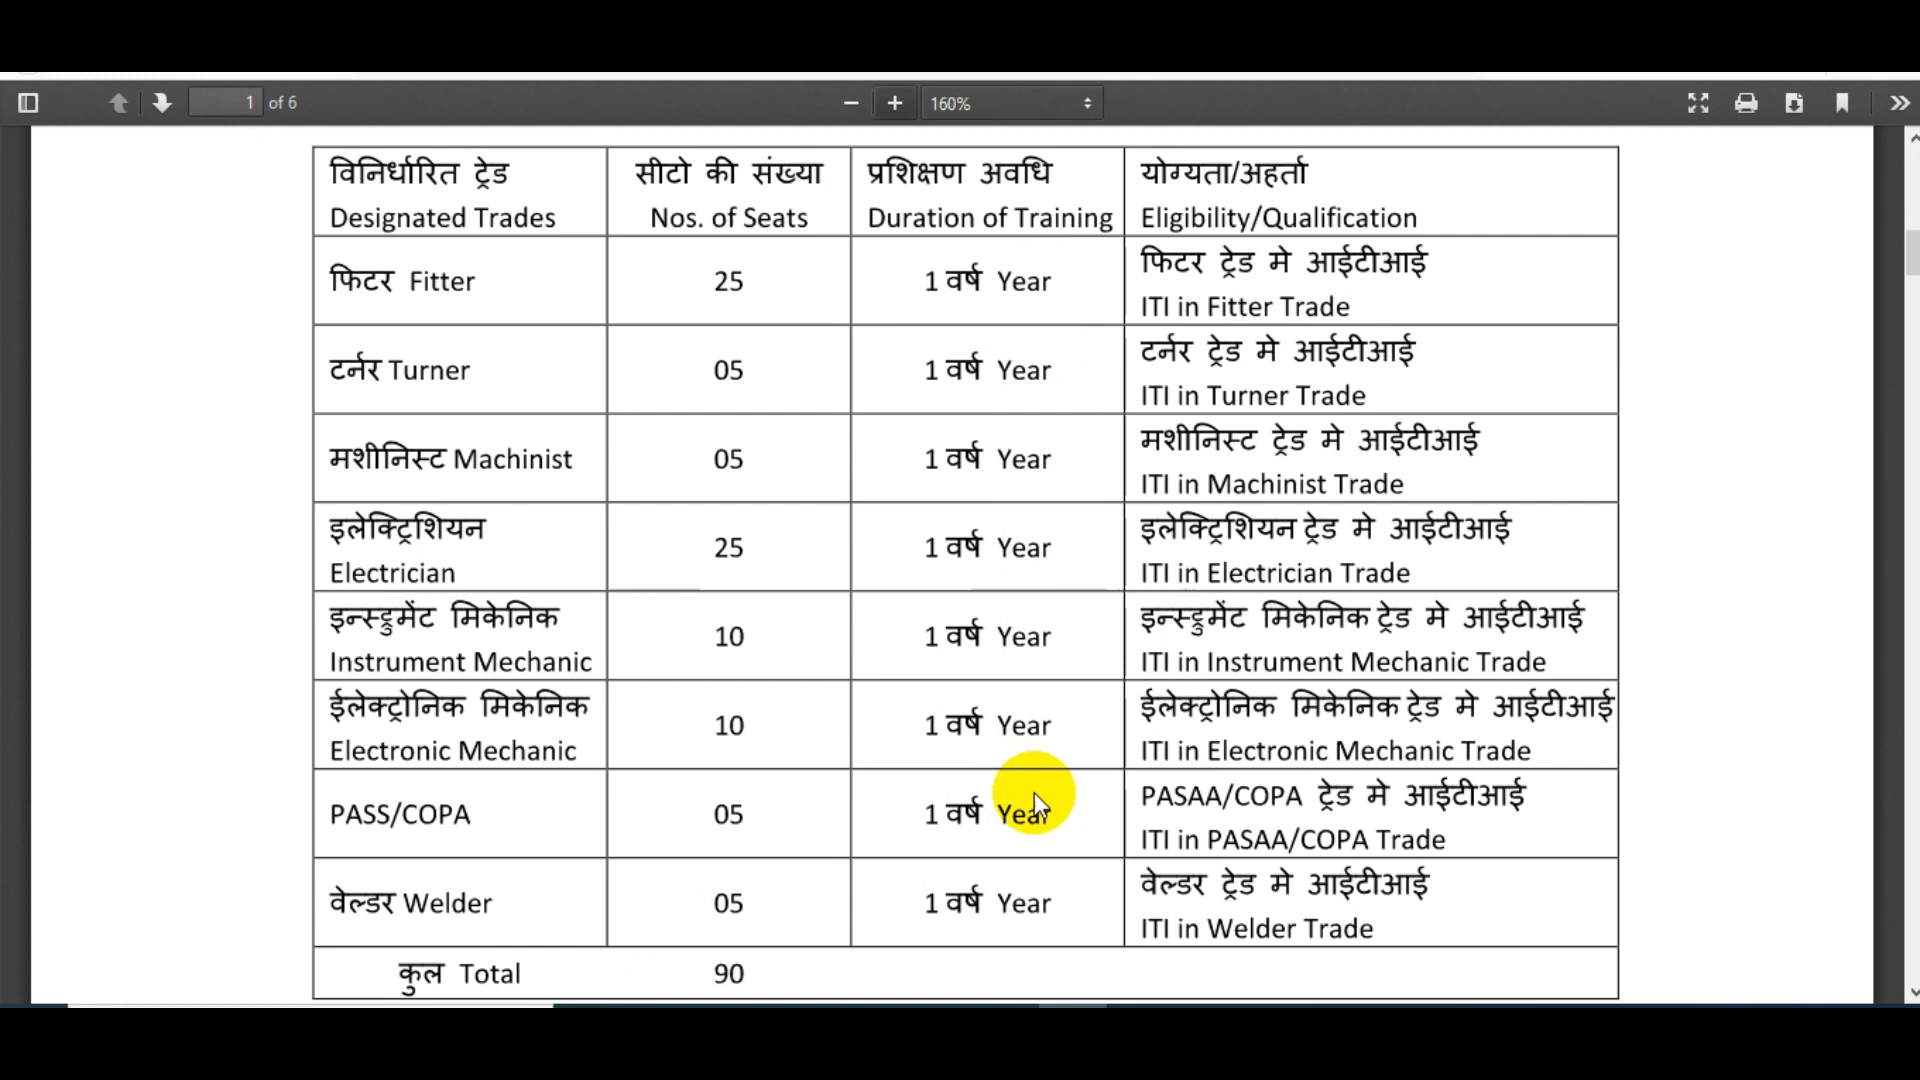 1 of 6
160%
विनिर्धारित ट्रेड
Designated Trades
सीटो की संख्या
Nos. of Seats
प्रशिक्षण अवधि
Duration of Training
योग्यता/अहर्ता
Eligibility/Qualification
फिटर Fitter
25
1 वर्ष Year
फिटर ट्रेड मे आईटीआई
ITI in Fitter Trade
टर्नर Turner
05
1 वर्ष Year
टर्नर ट्रेड मे आईटीआई
ITI in Turner Trade
मशीनिस्ट Machinist
05
1 वर्ष Year
मशीनिस्ट ट्रेड मे आईटीआई
ITI in Machinist Trade
इलेक्ट्रिशियन
Electrician
25
1 वर्ष Year
इलेक्ट्रिशियन ट्रेड मे आईटीआई
ITI in Electrician Trade
इन्स्ट्रुमेंट मिकेनिक
Instrument Mechanic
10
1 वर्ष Year
इन्स्ट्रुमेंट मिकेनिक ट्रेड मे आईटीआई
ITI in Instrument Mechanic Trade
ईलेक्ट्रोनिक मिकेनिक
Electronic Mechanic
10
1 वर्ष Year
ईलेक्ट्रोनिक मिकेनिक ट्रेड मे आईटीआई
ITI in Electronic Mechanic Trade
PASS/COPA
05
1 वर्ष Year
PASAA/COPA ट्रेड मे आईटीआई
ITI in PASAA/COPA Trade
वेल्डर Welder
05
1 वर्ष Year
वेल्डर ट्रेड मे आईटीआई
ITI in Welder Trade
कुल Total
90